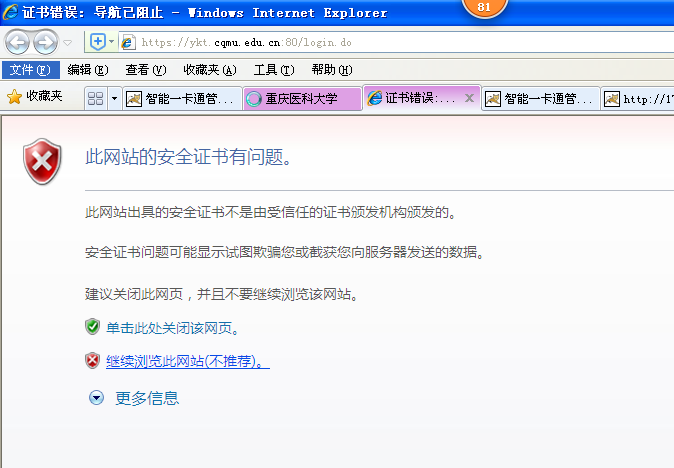 证书错误: 导航已阻止 - Windows Internet Explorer
81
https://ykt.cqmu.edu.cn:80/login.do
文件(F) 编辑(E) 查看(V) 收藏夹(A) 工具(T) 帮助(H)
收藏夹 智能一卡通管... 重庆医科大学 证书错误:... 智能一卡通管... http://17
此网站的安全证书有问题。
此网站出具的安全证书不是由受信任的证书颁发机构颁发的。
安全证书问题可能显示试图欺骗您或截获您向服务器发送的数据。
建议关闭此网页，并且不要继续浏览该网站。
单击此处关闭该网页。
继续浏览此网站(不推荐)。
更多信息